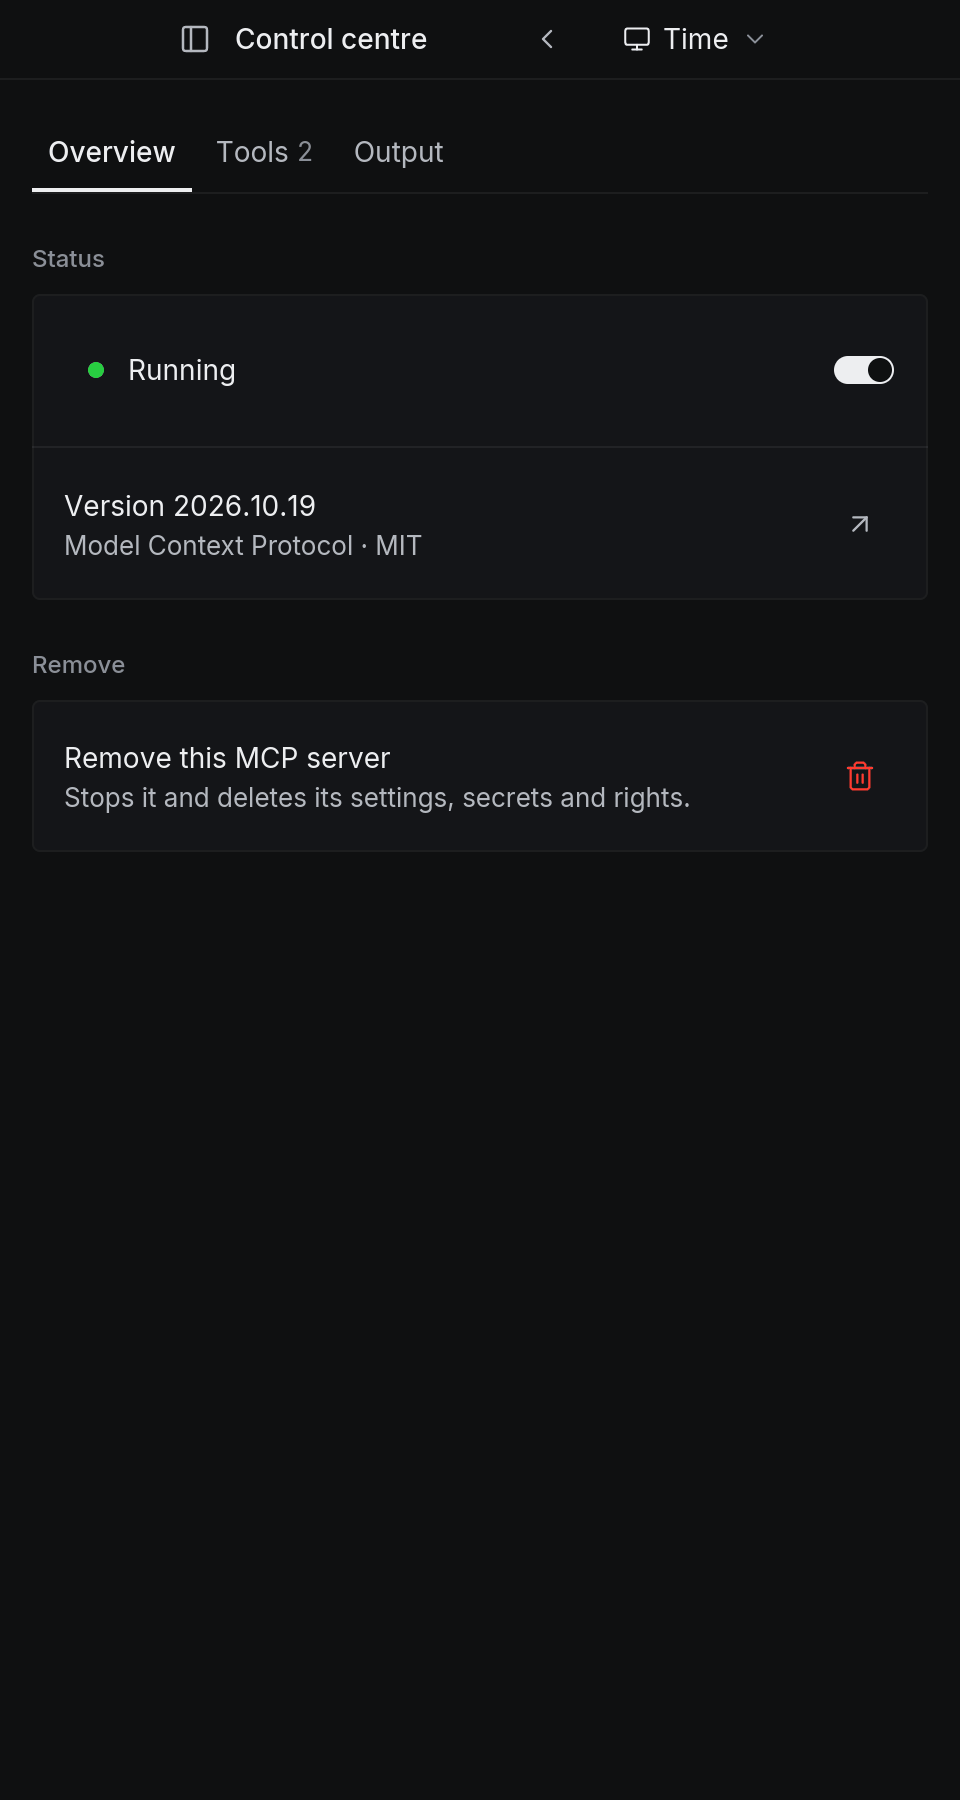 Control centre
Time
Overview
Tools 2
Output
Status
Running
Version 2026.10.19
Model Context Protocol · MIT
Remove
Remove this MCP server
Stops it and deletes its settings, secrets and rights.